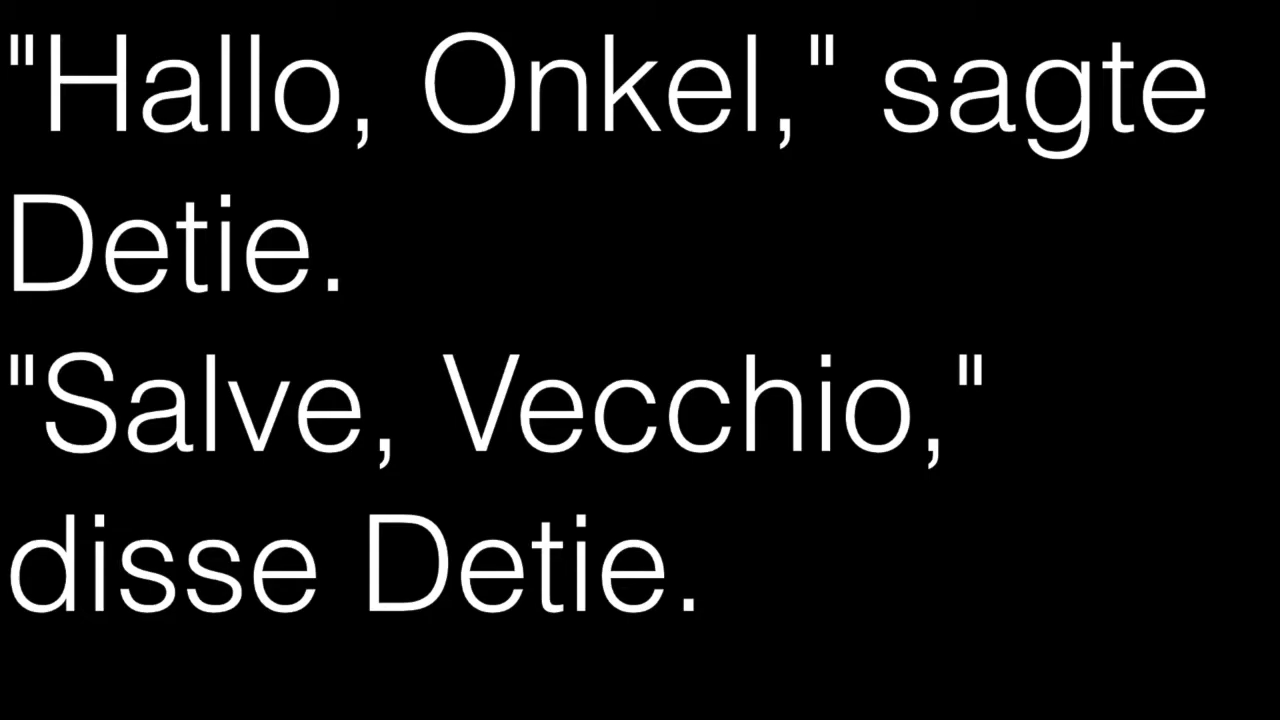 "Hallo, Onkel," sagte
Detie.
"Salve, Vecchio,"
disse Detie.